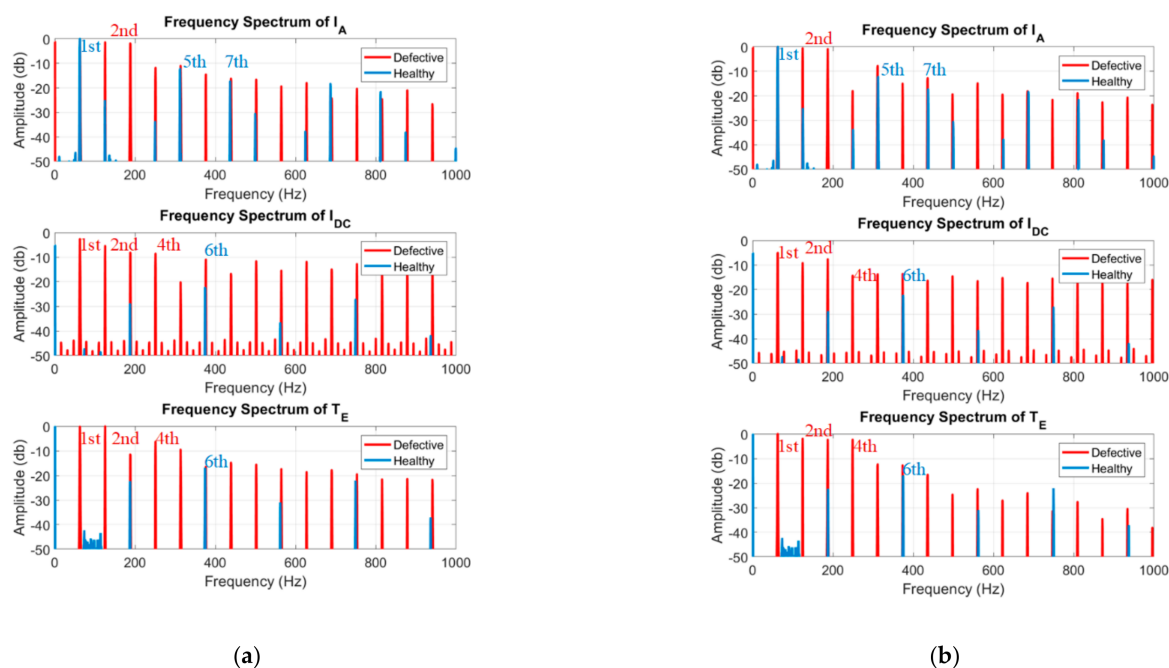 (a)
Frequency Spectrum of I_A
Amplitude (db)
0
-10
-20
-30
-40
-50
1st
2nd
5th
7th
Defective
Healthy
0 200 400 600 800 1000
Frequency (Hz)
Frequency Spectrum of I_DC
Amplitude (db)
0
-10
-20
-30
-40
-50
1st
2nd
4th
6th
Defective
Healthy
0 200 400 600 800 1000
Frequency (Hz)
Frequency Spectrum of T_E
Amplitude (db)
0
-10
-20
-30
-40
-50
1st
2nd
4th
6th
Defective
Healthy
0 200 400 600 800 1000
Frequency (Hz)
(a)
(b)
Frequency Spectrum of I_A
Amplitude (db)
0
-10
-20
-30
-40
-50
1st
2nd
5th
7th
Defective
Healthy
0 200 400 600 800 1000
Frequency (Hz)
Frequency Spectrum of I_DC
Amplitude (db)
0
-10
-20
-30
-40
-50
1st
2nd
4th
6th
Defective
Healthy
0 200 400 600 800 1000
Frequency (Hz)
Frequency Spectrum of T_E
Amplitude (db)
0
-10
-20
-30
-40
-50
1st
2nd
4th
6th
Defective
Healthy
0 200 400 600 800 1000
Frequency (Hz)
(b)